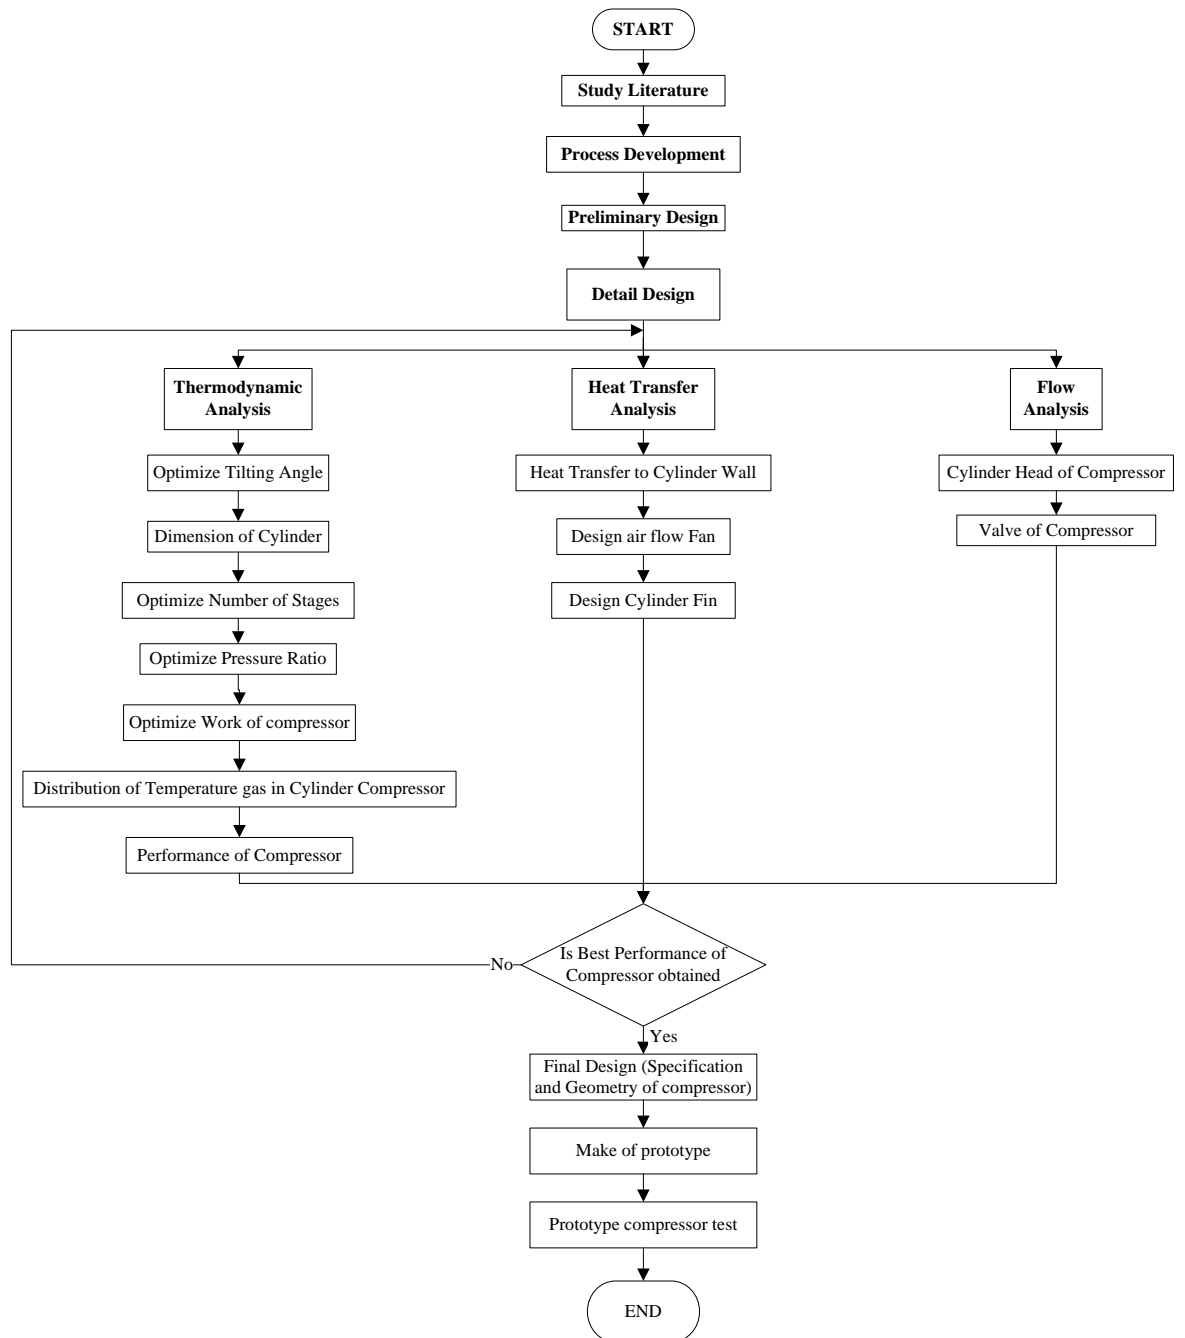 START
Study Literature
Process Development
Preliminary Design
Detail Design
Thermodynamic
Analysis
Optimize Tilting Angle
Dimension of Cylinder
Optimize Number of Stages
Optimize Pressure Ratio
Optimize Work of compressor
Distribution of Temperature gas in Cylinder Compressor
Performance of Compressor
Heat Transfer
Analysis
Heat Transfer to Cylinder Wall
Design air flow Fan
Design Cylinder Fin
Flow
Analysis
Cylinder Head of Compressor
Valve of Compressor
Is Best Performance of
Compressor obtained
No
Yes
Final Design (Specification
and Geometry of compressor)
Make of prototype
Prototype compressor test
END